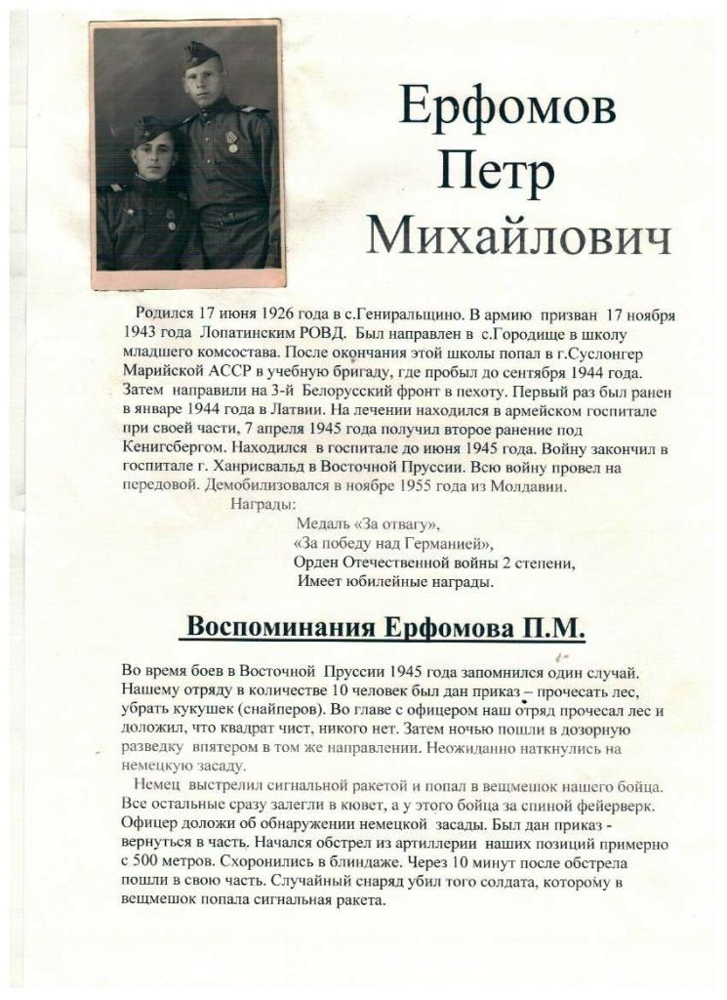 Ерфомов
Петр
Михайлович
Родился 17 июня 1926 года в с.Гениральщино. В армию призван 17 ноября
1943 года Лопатинским РОВД. Был направлен в с.Городище в школу
младшего комсостава. После окончания этой школы попал в г.Суслонгер
Марийской АССР в учебную бригаду, где пробыл до сентября 1944 года.
Затем направили на 3-й Белорусский фронт в пехоту. Первый раз был ранен
в январе 1944 года в Латвии. На лечении находился в армейском госпитале
при своей части, 7 апреля 1945 года получил второе ранение под
Кенигсбергом. Находился в госпитале до июня 1945 года. Войну закончил в
госпитале г. Ханрисвальд в Восточной Пруссии. Всю войну провел на
передовой. Демобилизовался в ноябре 1955 года из Молдавии.
Награды:
Медаль «За отвагу»,
«За победу над Германией»,
Орден Отечественной войны 2 степени,
Имеет юбилейные награды.
Воспоминания Ерфомова П.М.
Во время боев в Восточной Пруссии 1945 года запомнился один случай.
Нашему отряду в количестве 10 человек был дан приказ – прочесать лес,
убрать кукушек (снайперов). Во главе с офицером наш отряд прочесал лес и
доложил, что квадрат чист, никого нет. Затем ночью пошли в дозорную
разведку впятером в том же направлении. Неожиданно наткнулись на
немецкую засаду.
Немец выстрелил сигнальной ракетой и попал в вещмешок нашего бойца.
Все остальные сразу залегли в кювет, а у этого бойца за спиной фейерверк.
Офицер доложи об обнаружении немецкой засады. Был дан приказ -
вернуться в часть. Начался обстрел из артиллерии наших позиций примерно
с 500 метров. Схоронились в блиндаже. Через 10 минут после обстрела
пошли в свою часть. Случайный снаряд убил того солдата, которому в
вещмешок попала сигнальная ракета.